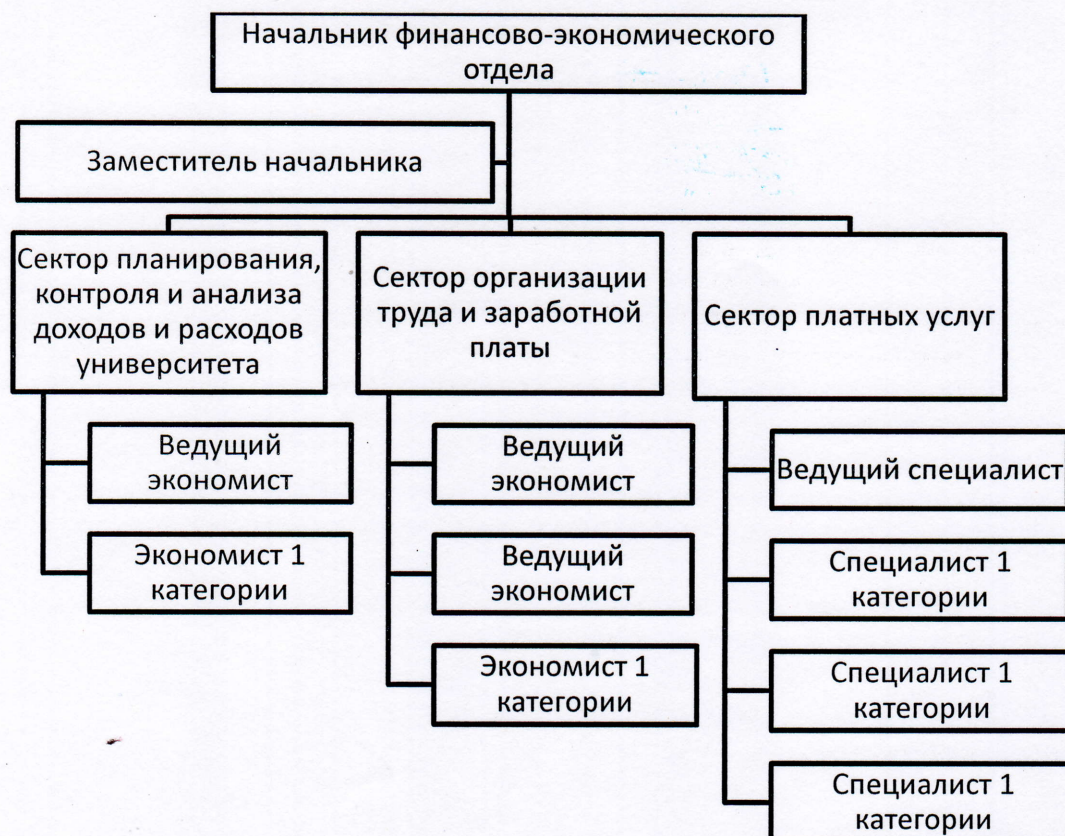 Начальник финансово-экономического
отдела
Заместитель начальника
Сектор планирования,
контроля и анализа
доходов и расходов
университета
Ведущий
экономист
Экономист 1
категории
Сектор организации
труда и заработной
платы
Ведущий
экономист
Ведущий
экономист
Экономист 1
категории
Сектор платных услуг
Ведущий специалист
Специалист 1
категории
Специалист 1
категории
Специалист 1
категории